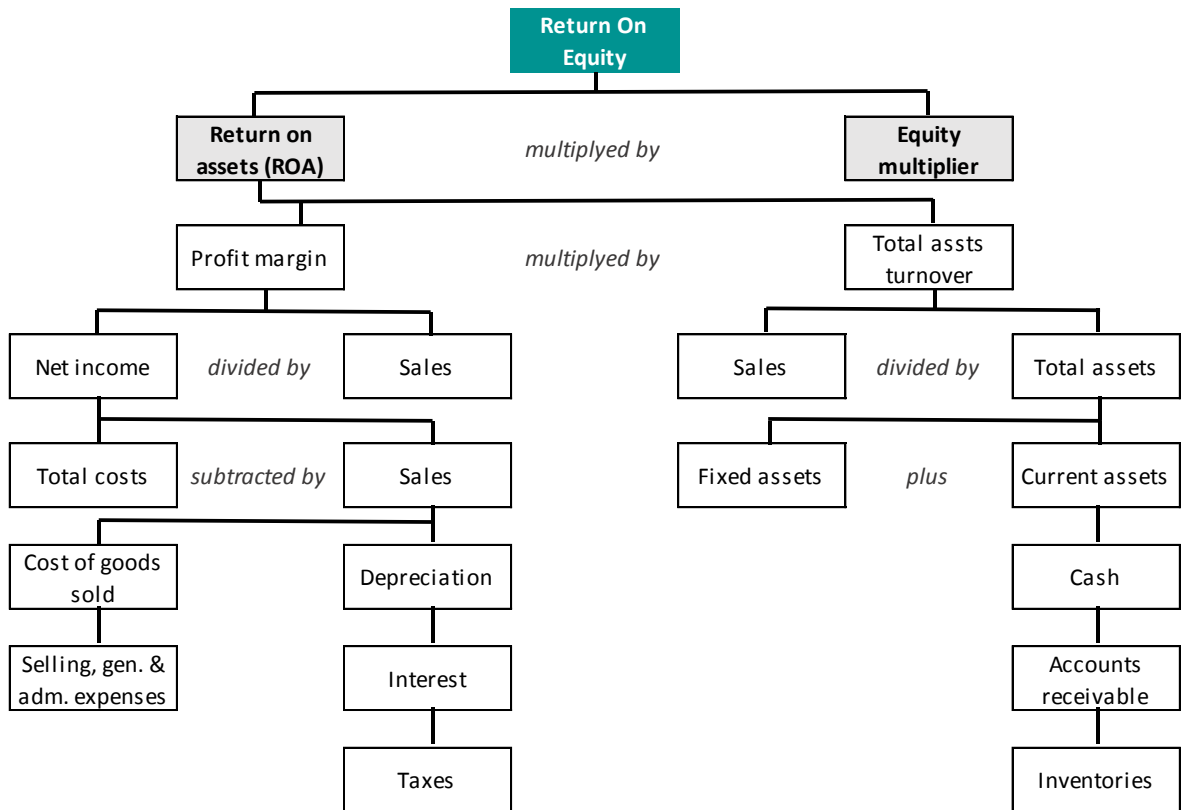 Return On
Equity
Return on
assets (ROA)
multiplyed by
Equity
multiplier
Profit margin
multiplyed by
Total assts
turnover
Net income
divided by
Sales
Sales
divided by
Total assets
Total costs
subtracted by
Sales
Fixed assets
plus
Current assets
Cost of goods
sold
Depreciation
Cash
Selling, gen. &
adm. expenses
Interest
Accounts
receivable
Taxes
Inventories